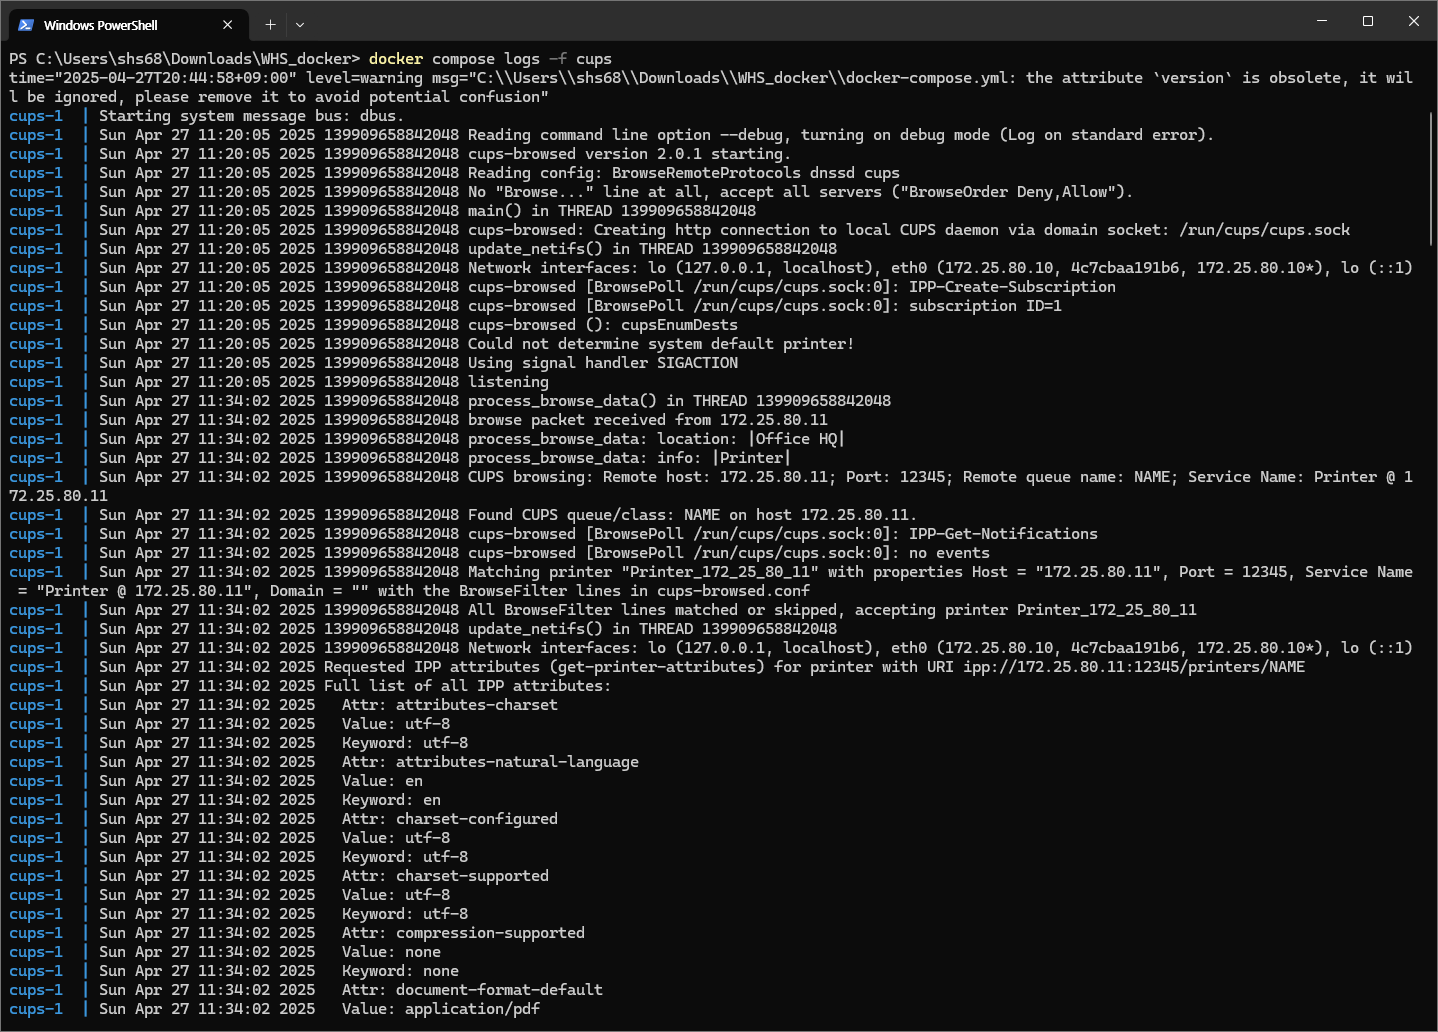 Windows PowerShell
PS C:\Users\shs68\Downloads\WHS_docker> docker compose logs -f cups
time="2025-04-27T20:44:58+09:00" level=warning msg="C:\\Users\\shs68\\Downloads\\WHS_docker\\docker-compose.yml: the attribute `version` is obsolete, it wil
l be ignored, please remove it to avoid potential confusion"
cups-1  | Starting system message bus: dbus.
cups-1  | Sun Apr 27 11:20:05 2025 139909658842048 Reading command line option --debug, turning on debug mode (Log on standard error).
cups-1  | Sun Apr 27 11:20:05 2025 139909658842048 cups-browsed version 2.0.1 starting.
cups-1  | Sun Apr 27 11:20:05 2025 139909658842048 Reading config: BrowseRemoteProtocols dnssd cups
cups-1  | Sun Apr 27 11:20:05 2025 139909658842048 No "Browse..." line at all, accept all servers ("BrowseOrder Deny,Allow").
cups-1  | Sun Apr 27 11:20:05 2025 139909658842048 main() in THREAD 139909658842048
cups-1  | Sun Apr 27 11:20:05 2025 139909658842048 cups-browsed: Creating http connection to local CUPS daemon via domain socket: /run/cups/cups.sock
cups-1  | Sun Apr 27 11:20:05 2025 139909658842048 update_netifs() in THREAD 139909658842048
cups-1  | Sun Apr 27 11:20:05 2025 139909658842048 Network interfaces: lo (127.0.0.1, localhost), eth0 (172.25.80.10, 4c7cbaa191b6, 172.25.80.10*), lo (::1)
cups-1  | Sun Apr 27 11:20:05 2025 139909658842048 cups-browsed [BrowsePoll /run/cups/cups.sock:0]: IPP-Create-Subscription
cups-1  | Sun Apr 27 11:20:05 2025 139909658842048 cups-browsed [BrowsePoll /run/cups/cups.sock:0]: subscription ID=1
cups-1  | Sun Apr 27 11:20:05 2025 139909658842048 cups-browsed (): cupsEnumDests
cups-1  | Sun Apr 27 11:20:05 2025 139909658842048 Could not determine system default printer!
cups-1  | Sun Apr 27 11:20:05 2025 139909658842048 Using signal handler SIGACTION
cups-1  | Sun Apr 27 11:20:05 2025 139909658842048 listening
cups-1  | Sun Apr 27 11:34:02 2025 139909658842048 process_browse_data() in THREAD 139909658842048
cups-1  | Sun Apr 27 11:34:02 2025 139909658842048 browse packet received from 172.25.80.11
cups-1  | Sun Apr 27 11:34:02 2025 139909658842048 process_browse_data: location: |Office HQ|
cups-1  | Sun Apr 27 11:34:02 2025 139909658842048 process_browse_data: info: |Printer|
cups-1  | Sun Apr 27 11:34:02 2025 139909658842048 CUPS browsing: Remote host: 172.25.80.11; Port: 12345; Remote queue name: NAME; Service Name: Printer @ 1
72.25.80.11
cups-1  | Sun Apr 27 11:34:02 2025 139909658842048 Found CUPS queue/class: NAME on host 172.25.80.11.
cups-1  | Sun Apr 27 11:34:02 2025 139909658842048 cups-browsed [BrowsePoll /run/cups/cups.sock:0]: IPP-Get-Notifications
cups-1  | Sun Apr 27 11:34:02 2025 139909658842048 cups-browsed [BrowsePoll /run/cups/cups.sock:0]: no events
cups-1  | Sun Apr 27 11:34:02 2025 139909658842048 Matching printer "Printer_172_25_80_11" with properties Host = "172.25.80.11", Port = 12345, Service Name
 = "Printer @ 172.25.80.11", Domain = "" with the BrowseFilter lines in cups-browsed.conf
cups-1  | Sun Apr 27 11:34:02 2025 139909658842048 All BrowseFilter lines matched or skipped, accepting printer Printer_172_25_80_11
cups-1  | Sun Apr 27 11:34:02 2025 139909658842048 update_netifs() in THREAD 139909658842048
cups-1  | Sun Apr 27 11:34:02 2025 139909658842048 Network interfaces: lo (127.0.0.1, localhost), eth0 (172.25.80.10, 4c7cbaa191b6, 172.25.80.10*), lo (::1)
cups-1  | Sun Apr 27 11:34:02 2025 Requested IPP attributes (get-printer-attributes) for printer with URI ipp://172.25.80.11:12345/printers/NAME
cups-1  | Sun Apr 27 11:34:02 2025 Full list of all IPP attributes:
cups-1  | Sun Apr 27 11:34:02 2025   Attr: attributes-charset
cups-1  | Sun Apr 27 11:34:02 2025   Value: utf-8
cups-1  | Sun Apr 27 11:34:02 2025   Keyword: utf-8
cups-1  | Sun Apr 27 11:34:02 2025   Attr: attributes-natural-language
cups-1  | Sun Apr 27 11:34:02 2025   Value: en
cups-1  | Sun Apr 27 11:34:02 2025   Keyword: en
cups-1  | Sun Apr 27 11:34:02 2025   Attr: charset-configured
cups-1  | Sun Apr 27 11:34:02 2025   Value: utf-8
cups-1  | Sun Apr 27 11:34:02 2025   Keyword: utf-8
cups-1  | Sun Apr 27 11:34:02 2025   Attr: charset-supported
cups-1  | Sun Apr 27 11:34:02 2025   Value: utf-8
cups-1  | Sun Apr 27 11:34:02 2025   Keyword: utf-8
cups-1  | Sun Apr 27 11:34:02 2025   Attr: compression-supported
cups-1  | Sun Apr 27 11:34:02 2025   Value: none
cups-1  | Sun Apr 27 11:34:02 2025   Keyword: none
cups-1  | Sun Apr 27 11:34:02 2025   Attr: document-format-default
cups-1  | Sun Apr 27 11:34:02 2025   Value: application/pdf